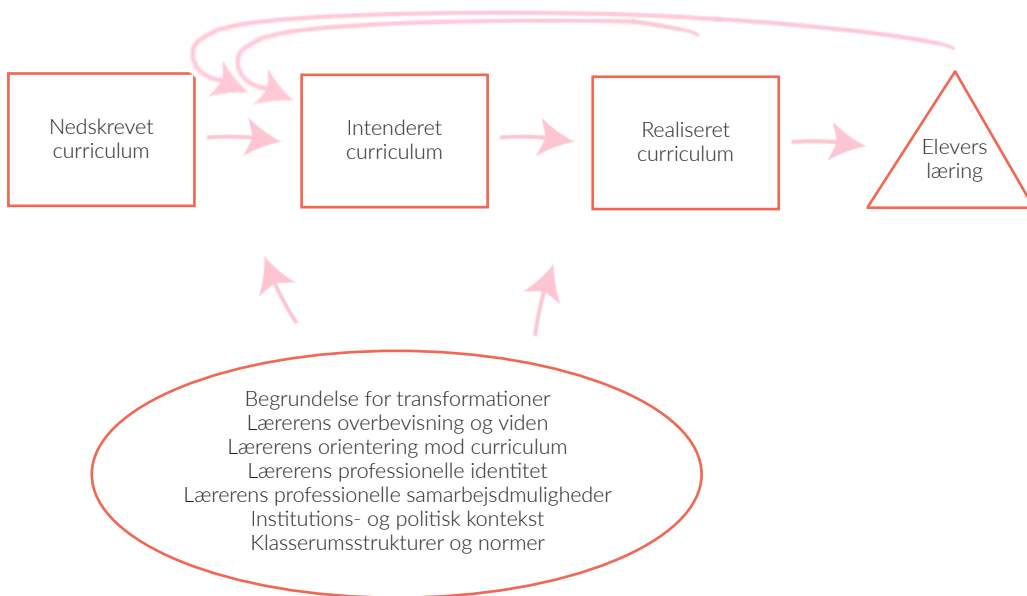 Nedskrevet
curriculum
Intenderet
curriculum
Realiseret
curriculum
Elevers
læring
Begrundelse for transformationer
Lærerens overbevisning og viden
Lærerens orientering mod curriculum
Lærerens professionelle identitet
Lærerens professionelle samarbejsdmuligheder
Institutions- og politisk kontekst
Klasserumsstrukturer og normer